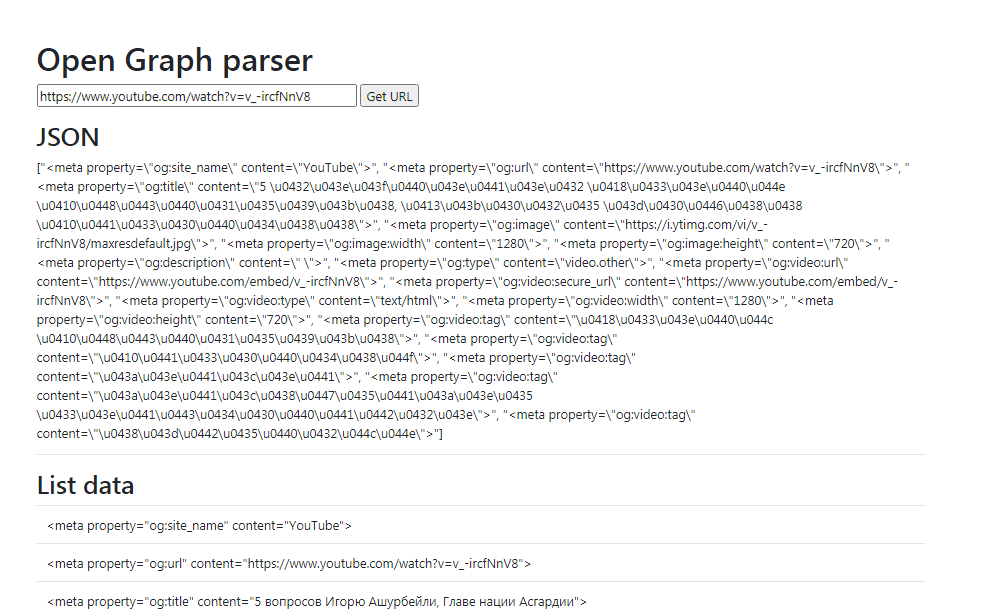 Open Graph parser
https://www.youtube.com/watch?v=v_-ircfNnV8 Get URL
JSON
["<meta property=\"og:site_name\" content=\"YouTube\">", "<meta property=\"og:url\" content=\"https://www.youtube.com/watch?v=v_-ircfNnV8\">", "
<meta property=\"og:title\" content=\"5 \u0432\u043e\u043f\u0440\u043e\u0441\u043e\u0432 \u0418\u0433\u043e\u0440\u044e
\u0410\u0448\u0443\u0440\u0431\u0435\u0439\u043b\u0438, \u0413\u043b\u0430\u0432\u0435 \u043d\u0430\u0446\u0438\u0438
\u0410\u0441\u0433\u0430\u0440\u0434\u0438\u0438\">", "<meta property=\"og:image\" content=\"https://i.ytimg.com/vi/v_-
ircfNnV8/maxresdefault.jpg\">", "<meta property=\"og:image:width\" content=\"1280\">", "<meta property=\"og:image:height\" content=\"720\">", "
<meta property=\"og:description\" content=\" \">", "<meta property=\"og:type\" content=\"video.other\">", "<meta property=\"og:video:url\"
content=\"https://www.youtube.com/embed/v_-ircfNnV8\">", "<meta property=\"og:video:secure_url\" content=\"https://www.youtube.com/embed/v_-
ircfNnV8\">", "<meta property=\"og:video:type\" content=\"text/html\">", "<meta property=\"og:video:width\" content=\"1280\">", "<meta
property=\"og:video:height\" content=\"720\">", "<meta property=\"og:video:tag\" content=\"\u0418\u0433\u043e\u0440\u044c
\u0410\u0448\u0443\u0440\u0431\u0435\u0439\u043b\u0438\">", "<meta property=\"og:video:tag\"
content=\"\u0410\u0441\u0433\u0430\u0440\u0434\u0438\u044f\">", "<meta property=\"og:video:tag\"
content=\"\u043a\u043e\u0441\u043c\u043e\u0441\">", "<meta property=\"og:video:tag\"
content=\"\u043a\u043e\u0441\u043c\u0438\u0447\u0435\u0441\u043a\u043e\u0435
\u0433\u043e\u0441\u0443\u0434\u0430\u0440\u0441\u0442\u0432\u043e\">", "<meta property=\"og:video:tag\"
content=\"\u0438\u043d\u0442\u0435\u0440\u0432\u044c\u044e\">"]
List data
<meta property="og:site_name" content="YouTube">
<meta property="og:url" content="https://www.youtube.com/watch?v=v_-ircfNnV8">
<meta property="og:title" content="5 вопросов Игорю Ашурбейли, Главе нации Асгардии">